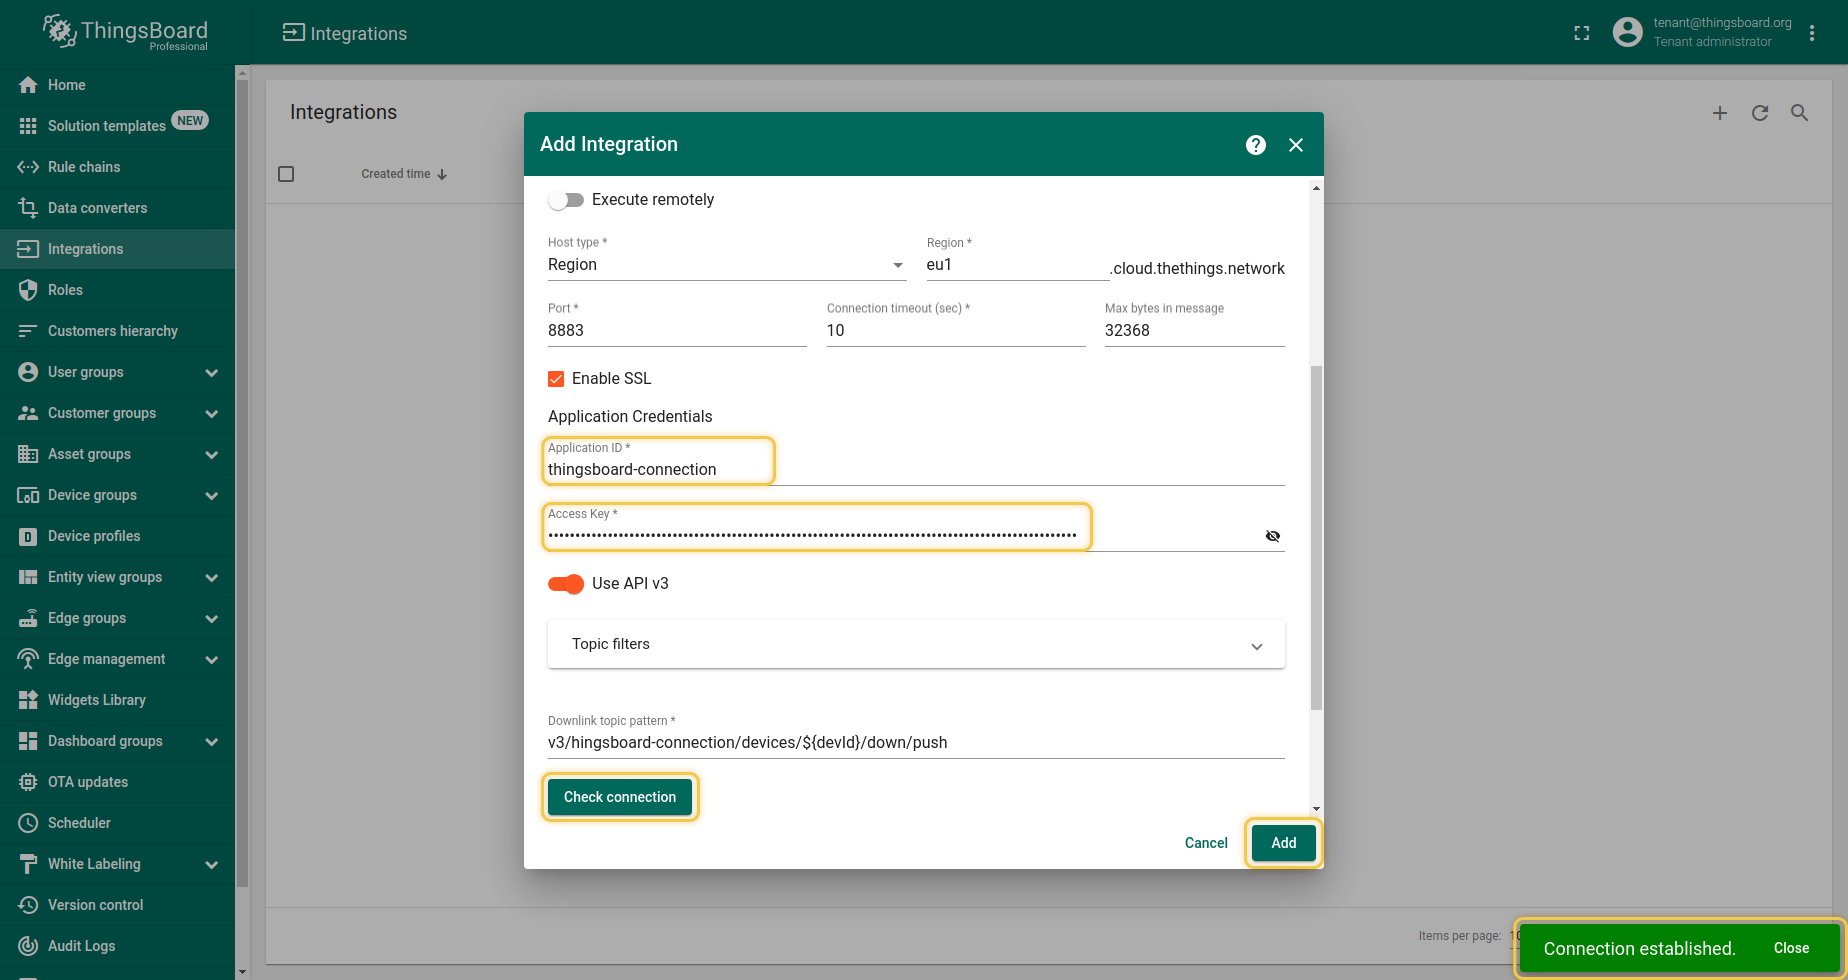 ThingsBoard
Professional
Integrations
tenant@thingsboard.org
Tenant administrator
Home
Solution templates NEW
Rule chains
Data converters
Integrations
Roles
Customers hierarchy
User groups
Customer groups
Asset groups
Device groups
Device profiles
Entity view groups
Edge groups
Edge management
Widgets Library
Dashboard groups
OTA updates
Scheduler
White Labeling
Version control
Audit Logs
Integrations
Created time
Add Integration
Execute remotely
Host type *
Region
Region *
eu1
.cloud.thethings.network
Port *
8883
Connection timeout (sec) *
10
Max bytes in message
32368
Enable SSL
Application Credentials
Application ID *
thingsboard-connection
Access Key *
Use API v3
Topic filters
Downlink topic pattern *
v3/hingsboard-connection/devices/${devId}/down/push
Check connection
Cancel
Add
Items per page:
Connection established.
Close